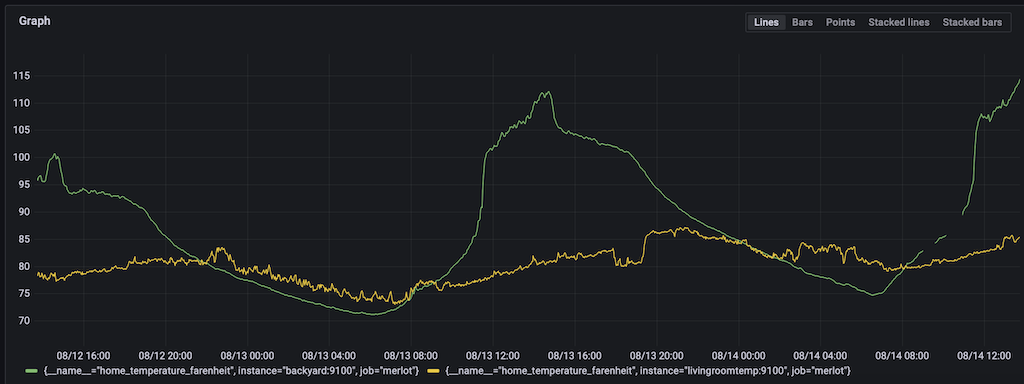 Graph
Lines Bars Points Stacked lines Stacked bars
115
110
105
100
95
90
85
80
75
70
08/12 16:00 08/12 20:00 08/13 00:00 08/13 04:00 08/13 08:00 08/13 12:00 08/13 16:00 08/13 20:00 08/14 00:00 08/14 04:00 08/14 08:00 08/14 12:00
{__name__="home_temperature_farenheit", instance="backyard:9100", job="merlot"} {__name__="home_temperature_farenheit", instance="livingroomtemp:9100", job="merlot"}